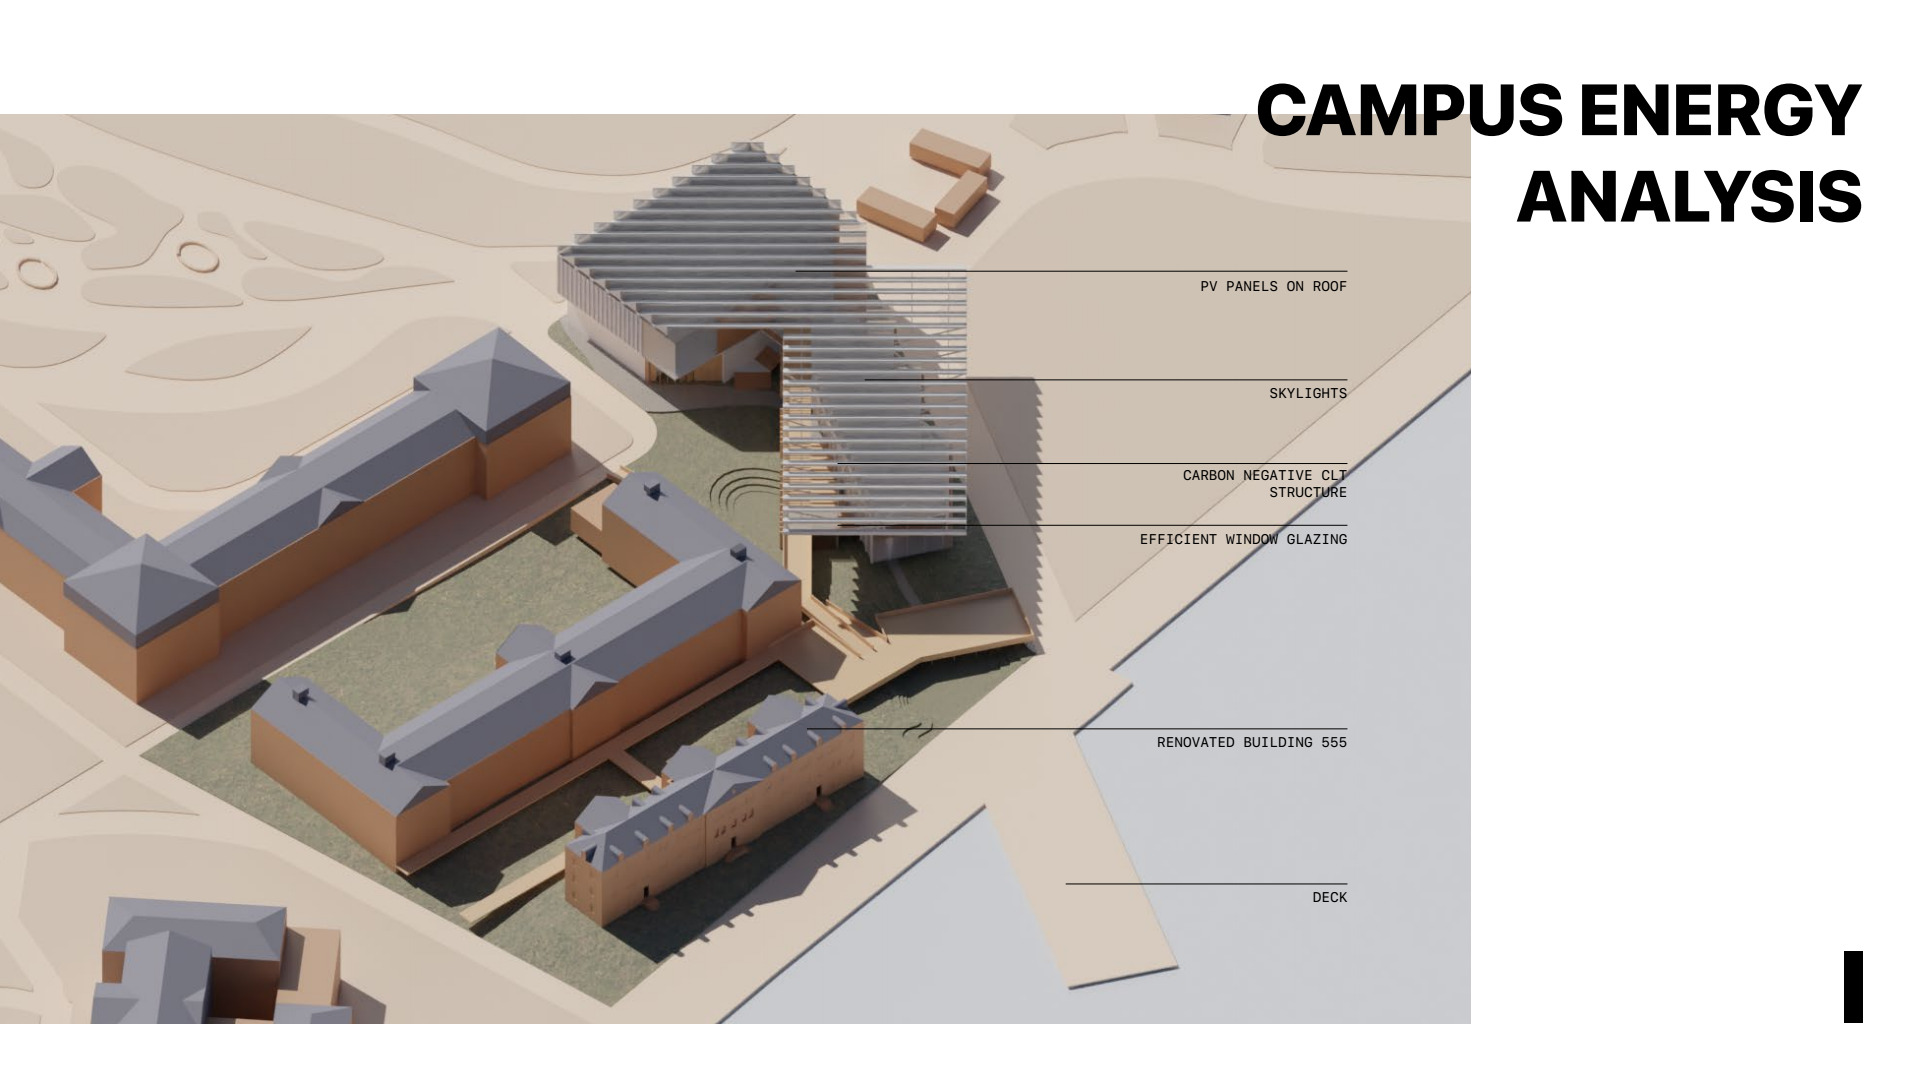 CAMPUS ENERGY
ANALYSIS
PV PANELS ON ROOF
SKYLIGHTS
CARBON NEGATIVE CLT
STRUCTURE
EFFICIENT WINDOW GLAZING
RENOVATED BUILDING 555
DECK